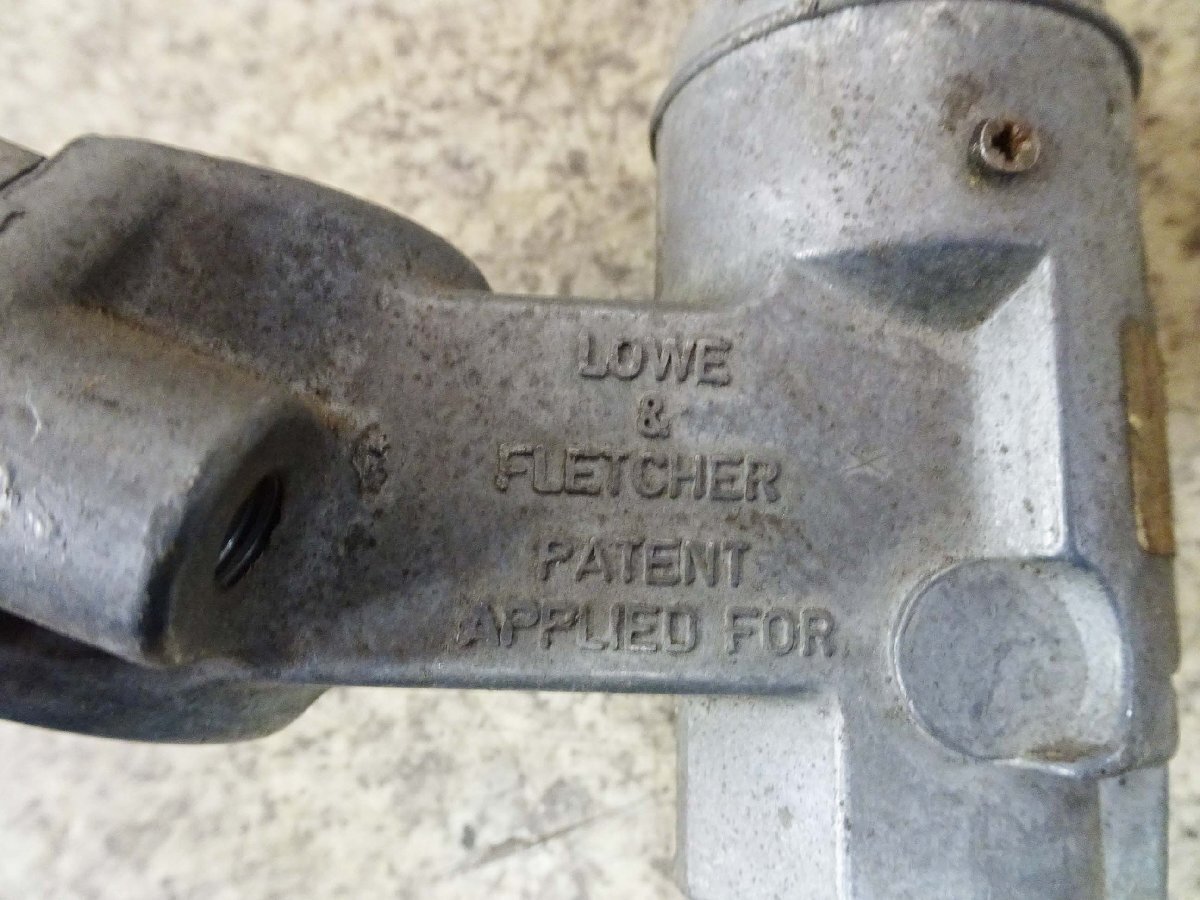 LOWE
&
FLETCHER
PATENT
APPLIED FOR